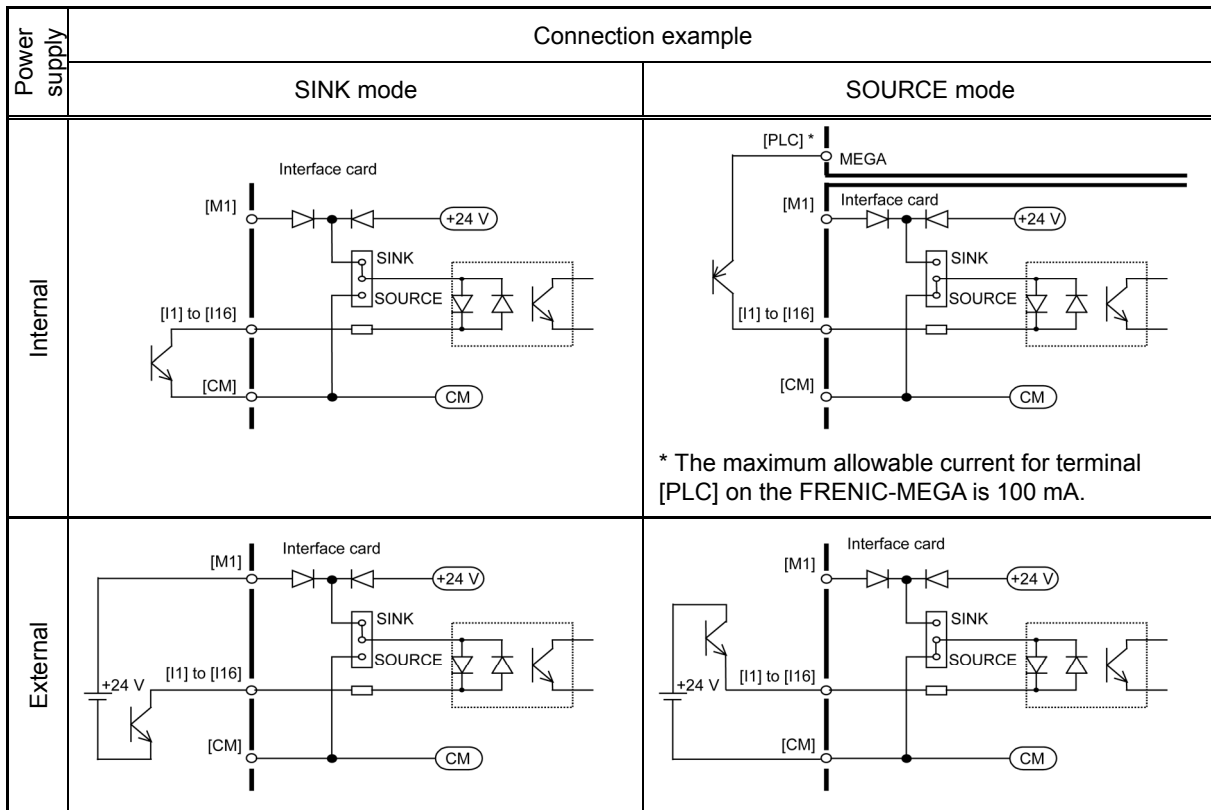 Power
supply
Connection example
SINK mode
SOURCE mode
Internal
Interface card
[M1]
+24 V
SINK
SOURCE
[I1] to [I16]
[CM]
CM
[PLC] *
MEGA
[M1]
Interface card
+24 V
SINK
SOURCE
[I1] to [I16]
[CM]
CM
* The maximum allowable current for terminal
[PLC] on the FRENIC-MEGA is 100 mA.
External
Interface card
[M1]
+24 V
SINK
SOURCE
+24 V
[I1] to [I16]
[CM]
CM
Interface card
[M1]
+24 V
SINK
SOURCE
+24 V
[I1] to [I16]
[CM]
CM